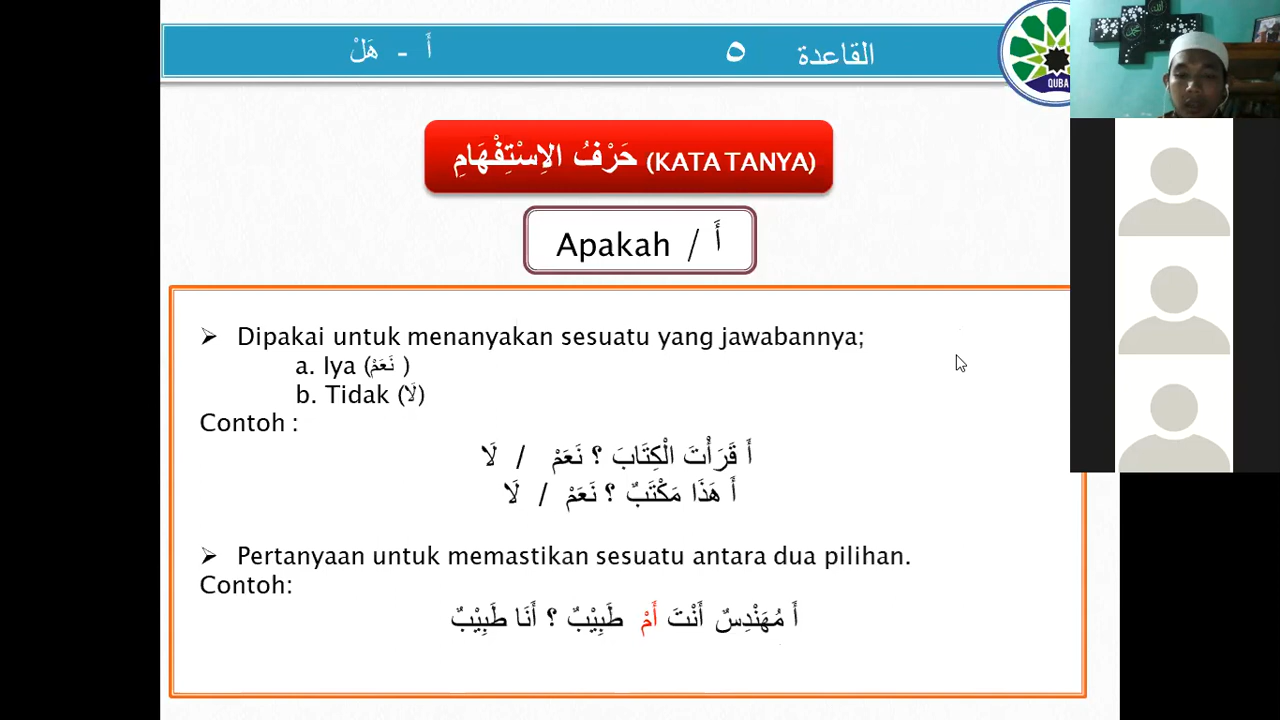 القاعدة ٥ أَ - هَلْ
QUBA
حَرْفُ الاِسْتِفْهَامِ (KATA TANYA)
Apakah / أَ
➢ Dipakai untuk menanyakan sesuatu yang jawabannya;
a. Iya (نَعَمْ )
b. Tidak (لَا)
Contoh :
أَ قَرَأْتَ الْكِتَابَ ؟ نَعَمْ / لَا
أَ هَذَا مَكْتَبٌ ؟ نَعَمْ / لَا
➢ Pertanyaan untuk memastikan sesuatu antara dua pilihan.
Contoh:
أَ مُهَنْدِسٌ أَنْتَ أَمْ طَبِيْبٌ ؟ أَنَا طَبِيْبٌ